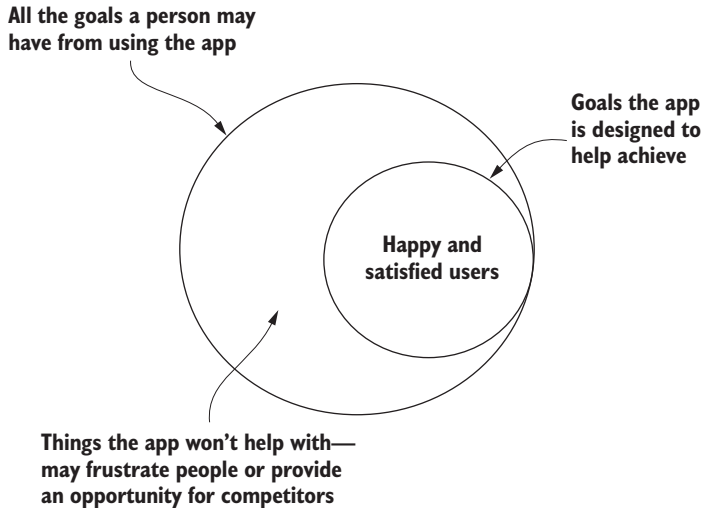 All the goals a person may
have from using the app
Goals the app
is designed to
help achieve
Happy and
satisfied users
Things the app won’t help with—
may frustrate people or provide
an opportunity for competitors